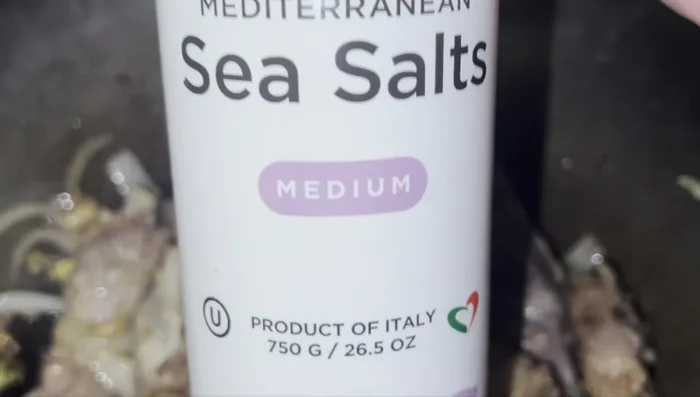 MEDITERRANEAN
Sea Salts
MEDIUM
U
PRODUCT OF ITALY
750 G / 26.5 OZ